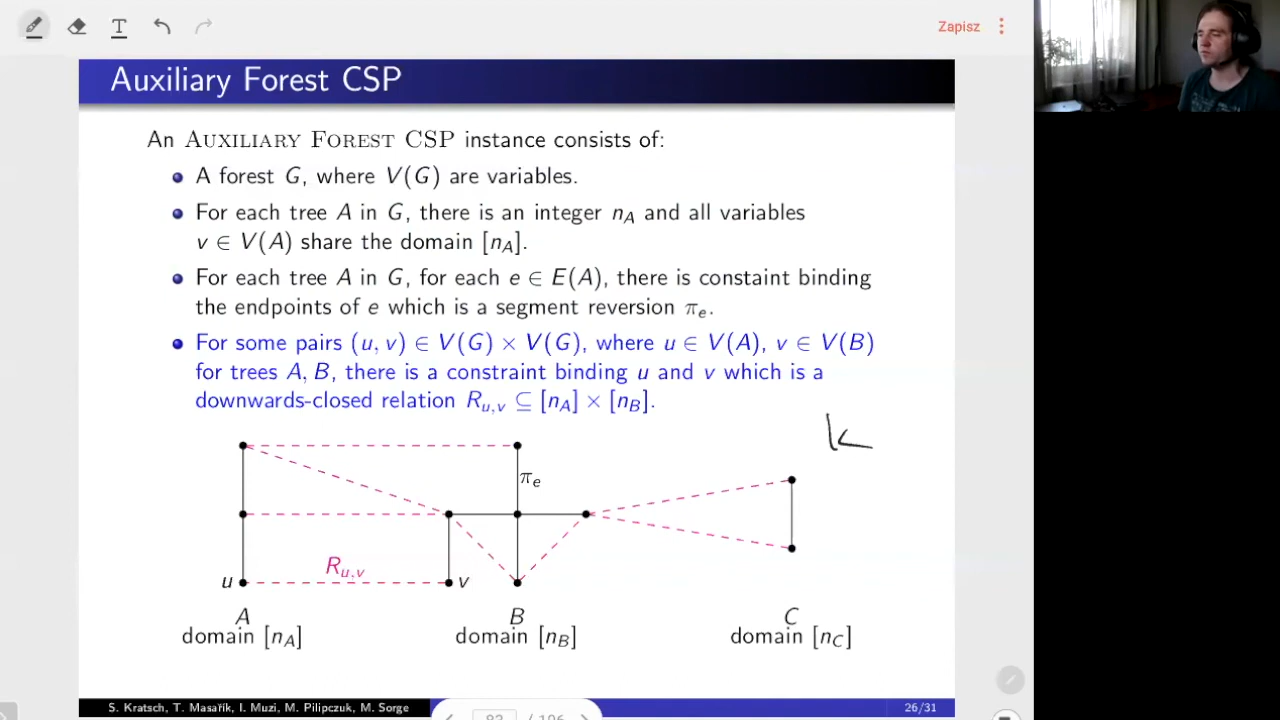 T Zapisz
Auxiliary Forest CSP
An AUXILIARY FOREST CSP instance consists of:
A forest G, where V(G) are variables.
For each tree A in G, there is an integer n_A and all variables
v ∈ V(A) share the domain [n_A].
For each tree A in G, for each e ∈ E(A), there is constaint binding
the endpoints of e which is a segment reversion π_e.
For some pairs (u, v) ∈ V(G) × V(G), where u ∈ V(A), v ∈ V(B)
for trees A, B, there is a constraint binding u and v which is a
downwards-closed relation R_{u,v} ⊆ [n_A] × [n_B].
π_e
R_{u,v}
u v
A B C
domain [n_A] domain [n_B] domain [n_C]
S. Kratsch, T. Masařík, I. Muzi, M. Pilipczuk, M. Sorge 26/31